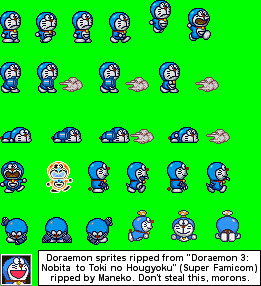 Doraemon sprites ripped from "Doraemon 3:
Nobita to Toki no Hougyoku" (Super Famicom)
ripped by Maneko. Don't steal this, morons.